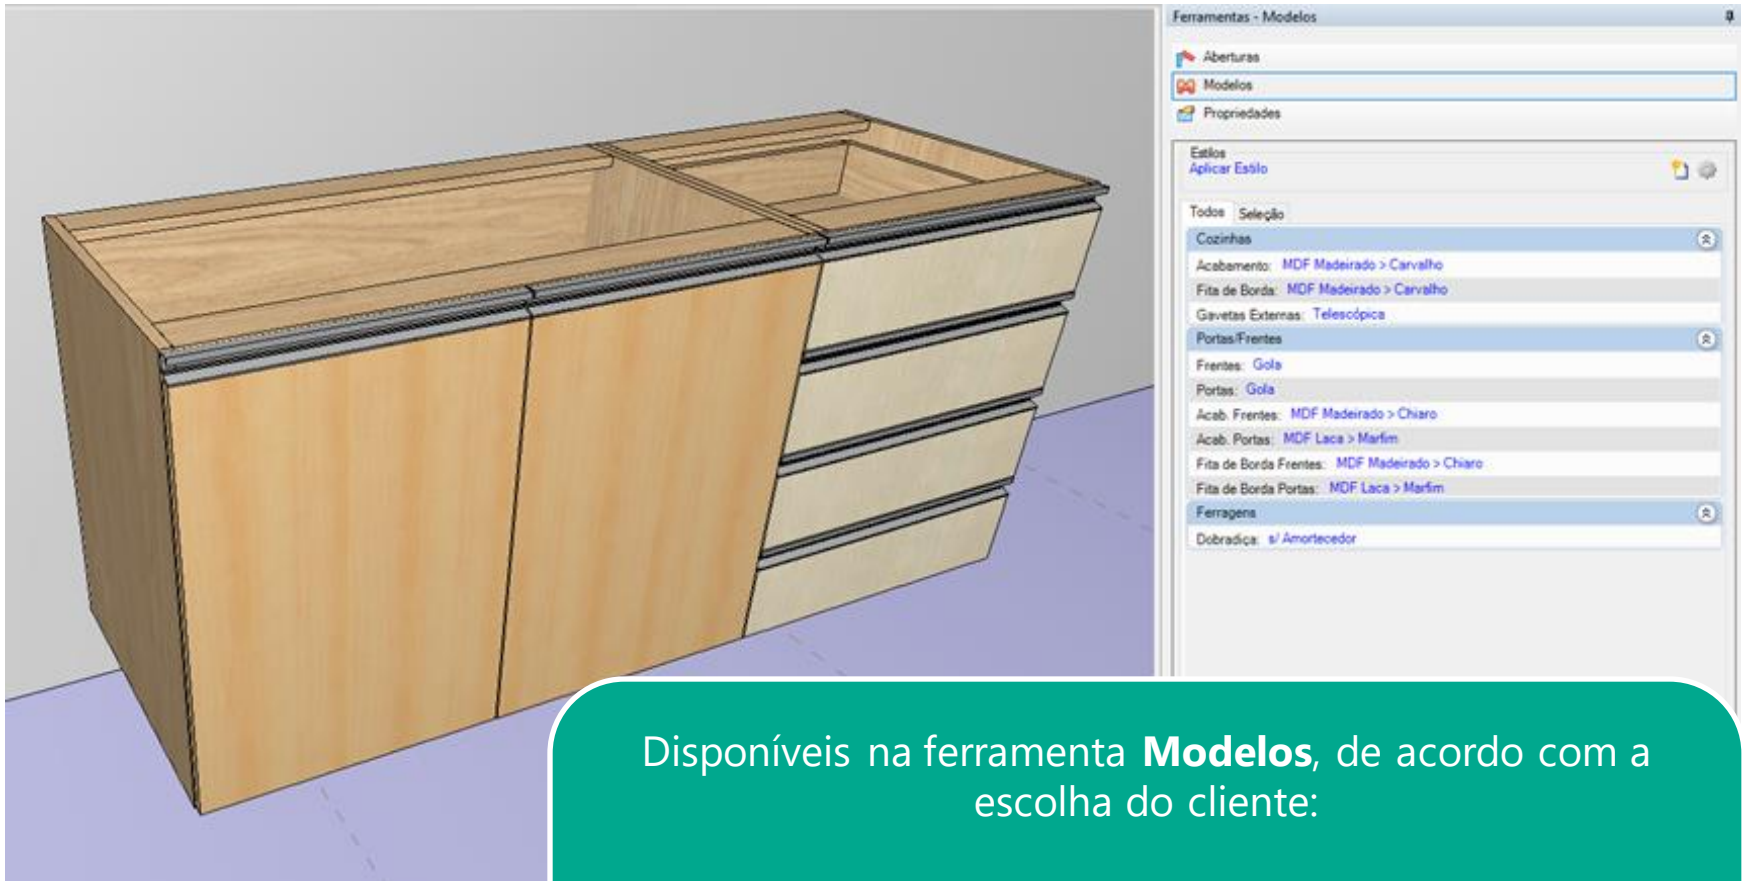 Ferramentas - Modelos
Aberturas
Modelos
Propriedades
Estilos
Aplicar Estilo
Todos Seleção
Cozinhas
Acabamento: MDF Madeirado > Carvalho
Fita de Borda: MDF Madeirado > Carvalho
Gavetas Externas: Telescópica
Portas/Frentes
Frentes: Gola
Portas: Gola
Acab. Frentes: MDF Madeirado > Chiaro
Acab. Portas: MDF Laca > Marfim
Fita de Borda Frentes: MDF Madeirado > Chiaro
Fita de Borda Portas: MDF Laca > Marfim
Ferragens
Dobradiça: s/ Amortecedor
Disponíveis na ferramenta Modelos, de acordo com a
escolha do cliente: